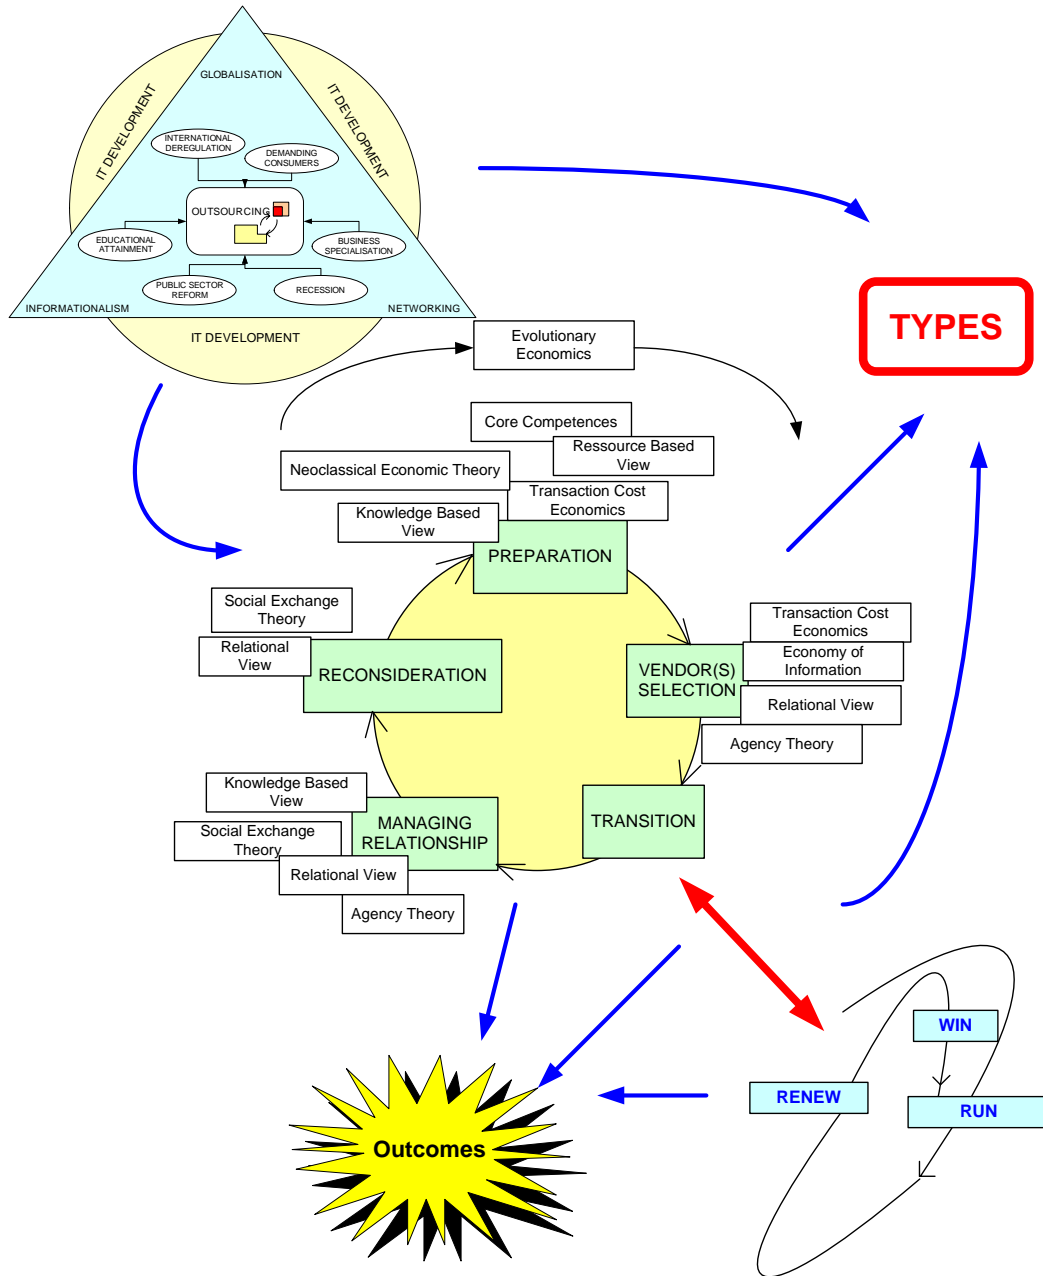 GLOBALISATION
IT DEVELOPMENT
IT DEVELOPMENT
INTERNATIONAL
DEREGULATION
DEMANDING
CONSUMERS
OUTSOURCING
EDUCATIONAL
ATTAINMENT
BUSINESS
SPECIALISATION
PUBLIC SECTOR
REFORM
RECESSION
INFORMATIONALISM
NETWORKING
IT DEVELOPMENT
TYPES
Evolutionary
Economics
Core Competences
Ressource Based
View
Neoclassical Economic Theory
Transaction Cost
Economics
Knowledge Based
View
PREPARATION
Social Exchange
Theory
Relational
View
RECONSIDERATION
VENDOR(S)
SELECTION
Transaction Cost
Economics
Economy of
Information
Relational View
Agency Theory
Knowledge Based
View
Social Exchange
Theory
Relational View
Agency Theory
MANAGING
RELATIONSHIP
TRANSITION
WIN
RENEW
RUN
Outcomes